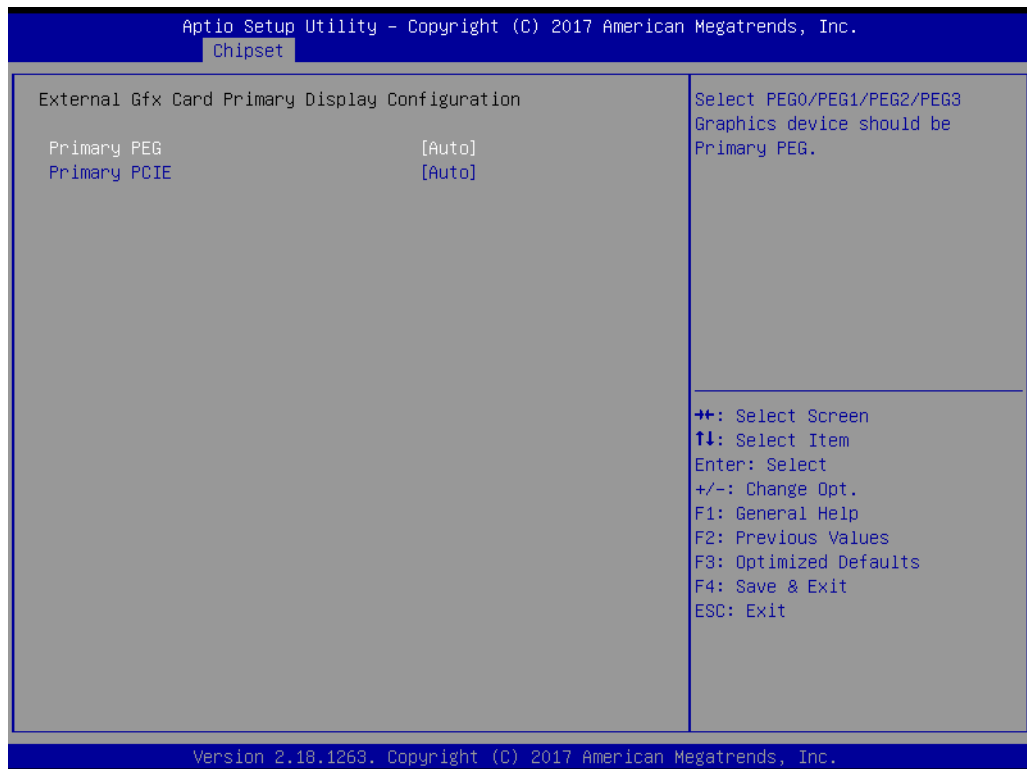 Aptio Setup Utility – Copyright (C) 2017 American Megatrends, Inc.
Chipset
External Gfx Card Primary Display Configuration
Primary PEG [Auto]
Primary PCIE [Auto]
Select PEG0/PEG1/PEG2/PEG3
Graphics device should be
Primary PEG.
→←: Select Screen
↑↓: Select Item
Enter: Select
+/-: Change Opt.
F1: General Help
F2: Previous Values
F3: Optimized Defaults
F4: Save & Exit
ESC: Exit
Version 2.18.1263. Copyright (C) 2017 American Megatrends, Inc.